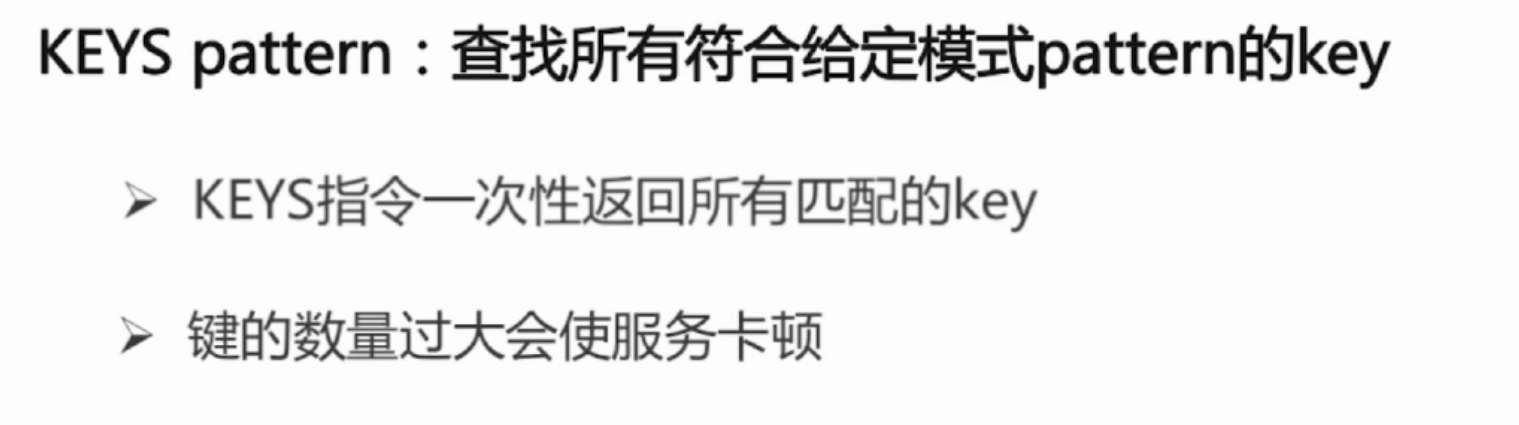 KEYS pattern：查找所有符合给定模式pattern的key
➢ KEYS指令一次性返回所有匹配的key
➢ 键的数量过大会使服务卡顿